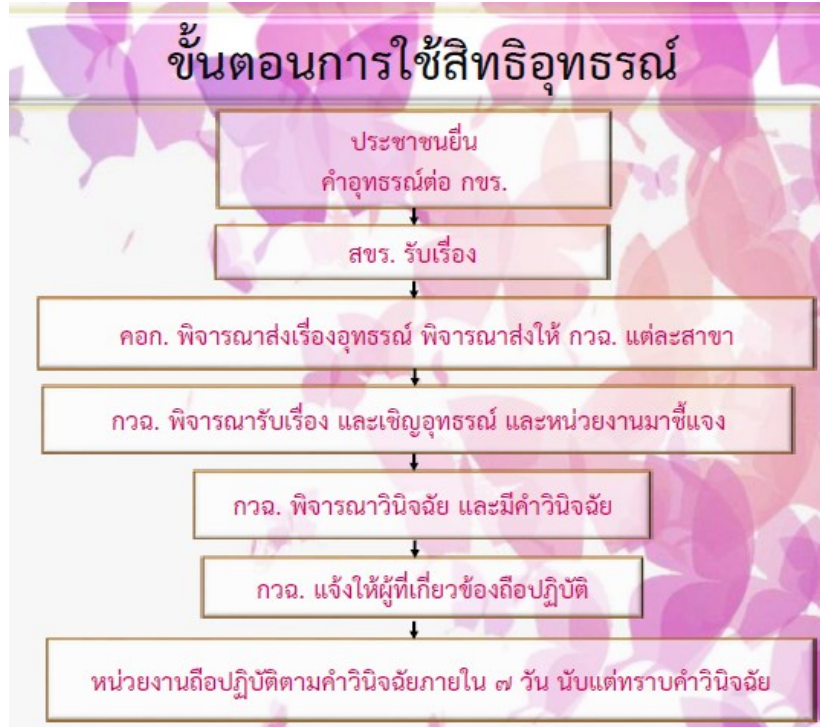 ขั้นตอนการใช้สิทธิอุทธรณ์
ประชาชนยื่น
คำอุทธรณ์ต่อ กขร.
สขร. รับเรื่อง
คอก. พิจารณาส่งเรื่องอุทธรณ์ พิจารณาส่งให้ กวฉ. แต่ละสาขา
กวฉ. พิจารณารับเรื่อง และเชิญอุทธรณ์ และหน่วยงานมาชี้แจง
กวฉ. พิจารณาวินิจฉัย และมีคำวินิจฉัย
กวฉ. แจ้งให้ผู้ที่เกี่ยวข้องถือปฏิบัติ
หน่วยงานถือปฏิบัติตามคำวินิจฉัยภายใน ๗ วัน นับแต่ทราบคำวินิจฉัย